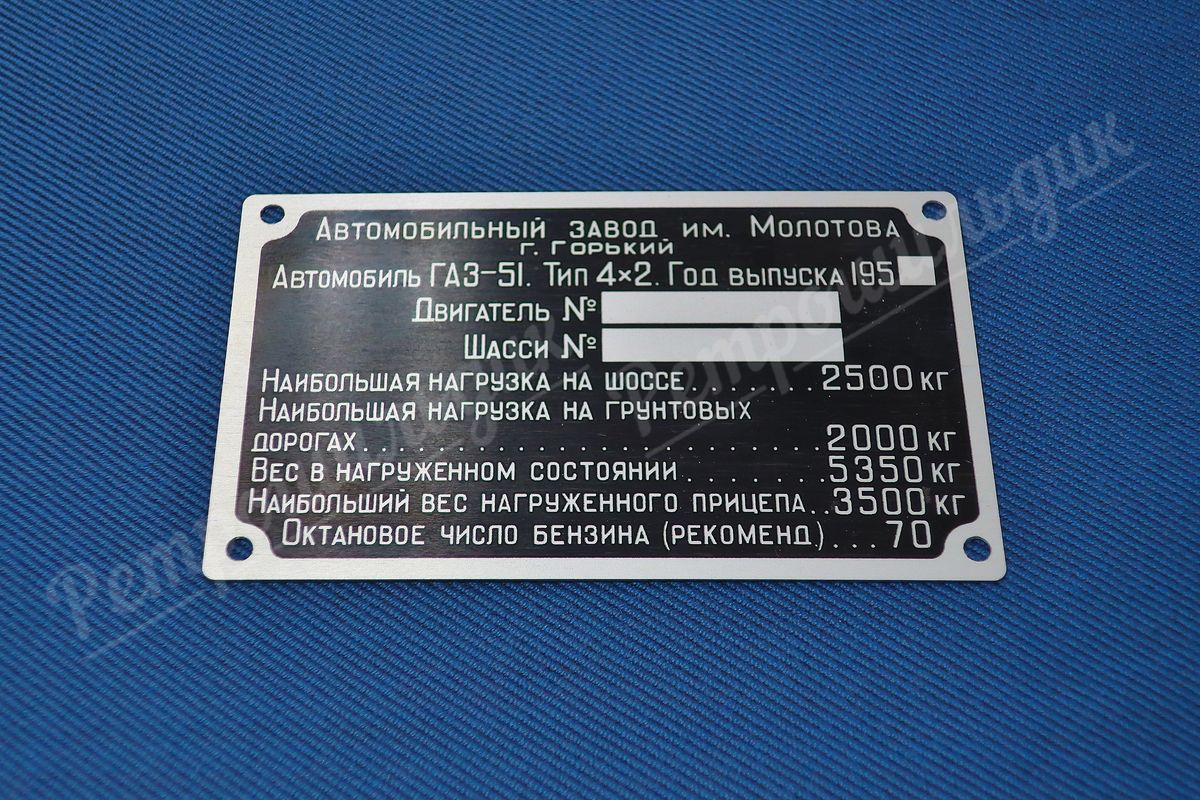 Автомобильный завод им. Молотова
г. Горький
Автомобиль ГАЗ-51. Тип 4×2. Год выпуска 195
Двигатель №
Шасси №
Наибольшая нагрузка на шоссе.......2500 кг
Наибольшая нагрузка на грунтовых
дорогах........................2000 кг
Вес в нагруженном состоянии.......5350 кг
Наибольший вес нагруженного прицепа..3500 кг
Октановое число бензина (рекоменд.)...70
Ретрошильдик
Ретрошильдик